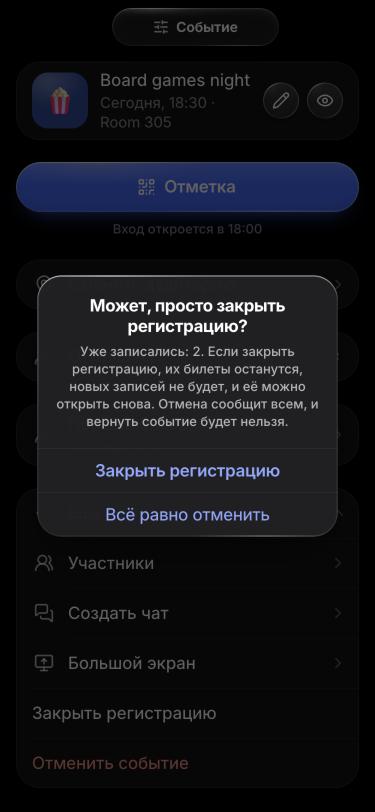 Событие
Board games night
Сегодня, 18:30 ·
Room 305
Отметка
Вход откроется в 18:00
Может, просто закрыть
регистрацию?
Уже записались: 2. Если закрыть
регистрацию, их билеты останутся,
новых записей не будет, и её можно
открыть снова. Отмена сообщит всем, и
вернуть событие будет нельзя.
Закрыть регистрацию
Всё равно отменить
Участники
Создать чат
Большой экран
Закрыть регистрацию
Отменить событие